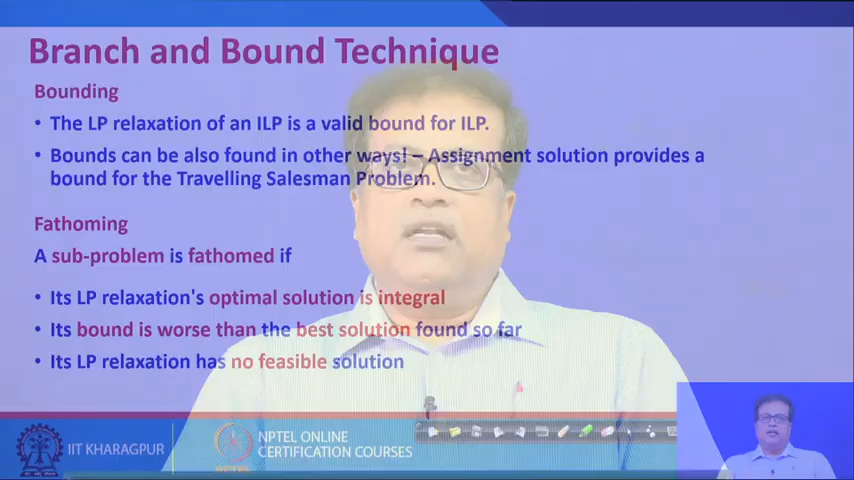 Branch and Bound Technique
Bounding
• The LP relaxation of an ILP is a valid bound for ILP.
• Bounds can be also found in other ways! – Assignment solution provides a
bound for the Travelling Salesman Problem.
Fathoming
A sub-problem is fathomed if
• Its LP relaxation's optimal solution is integral
• Its bound is worse than the best solution found so far
• Its LP relaxation has no feasible solution
IIT KHARAGPUR
NPTEL ONLINE
CERTIFICATION COURSES
NPTEL